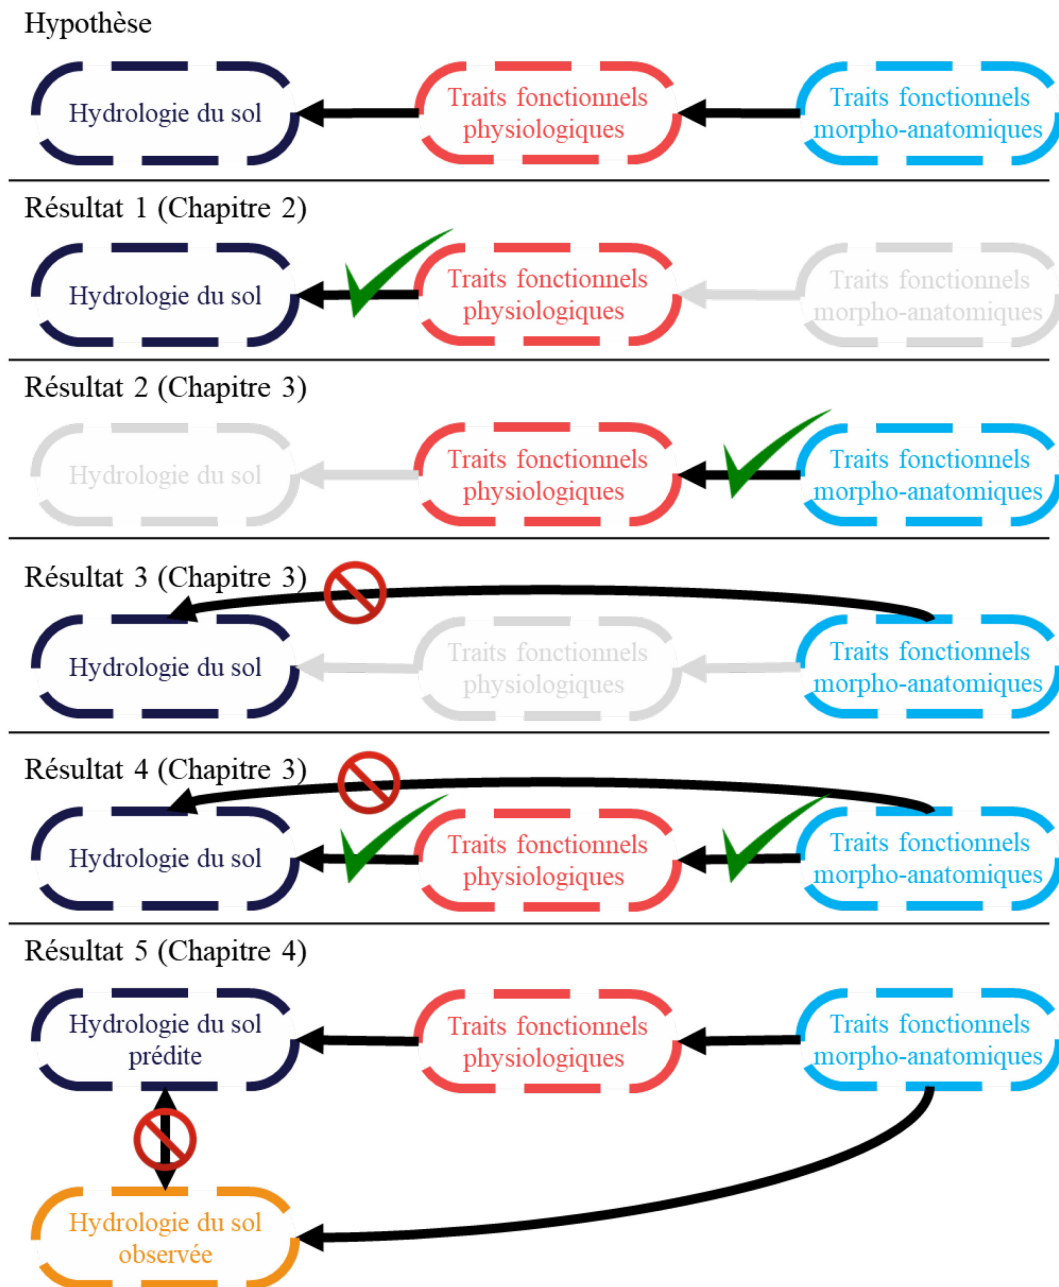 Hypothèse
Hydrologie du sol
Traits fonctionnels
physiologiques
Traits fonctionnels
morpho-anatomiques
Résultat 1 (Chapitre 2)
Hydrologie du sol
Traits fonctionnels
physiologiques
Traits fonctionnels
morpho-anatomiques
Résultat 2 (Chapitre 3)
Hydrologie du sol
Traits fonctionnels
physiologiques
Traits fonctionnels
morpho-anatomiques
Résultat 3 (Chapitre 3)
Hydrologie du sol
Traits fonctionnels
physiologiques
Traits fonctionnels
morpho-anatomiques
Résultat 4 (Chapitre 3)
Hydrologie du sol
Traits fonctionnels
physiologiques
Traits fonctionnels
morpho-anatomiques
Résultat 5 (Chapitre 4)
Hydrologie du sol
prédite
Traits fonctionnels
physiologiques
Traits fonctionnels
morpho-anatomiques
Hydrologie du sol
observée